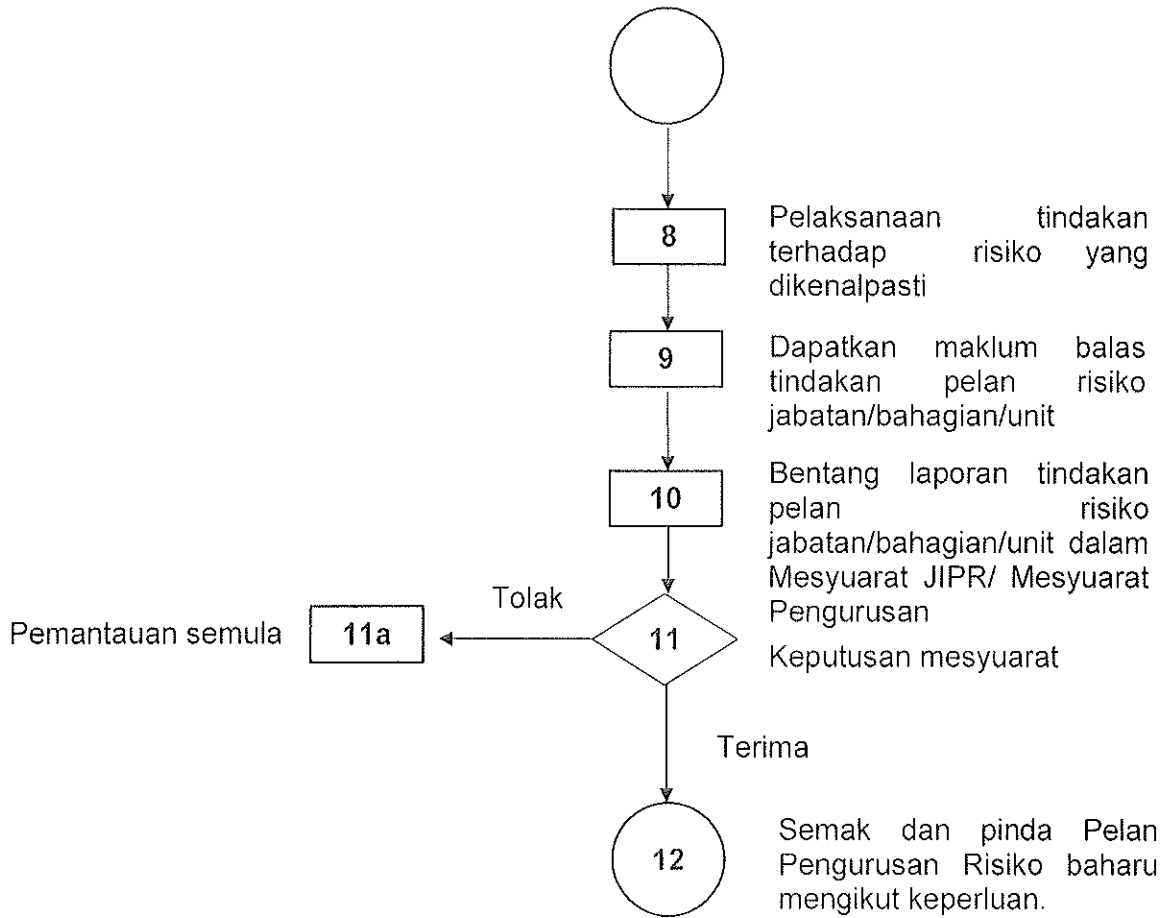 8
Pelaksanaan tindakan
terhadap risiko yang
dikenalpasti
9
Dapatkan maklum balas
tindakan pelan risiko
jabatan/bahagian/unit
10
Bentang laporan tindakan
pelan risiko
jabatan/bahagian/unit dalam
Mesyuarat JIPR/ Mesyuarat
Pengurusan
Tolak
Pemantauan semula
11a
11
Keputusan mesyuarat
Terima
12
Semak dan pinda Pelan
Pengurusan Risiko baharu
mengikut keperluan.